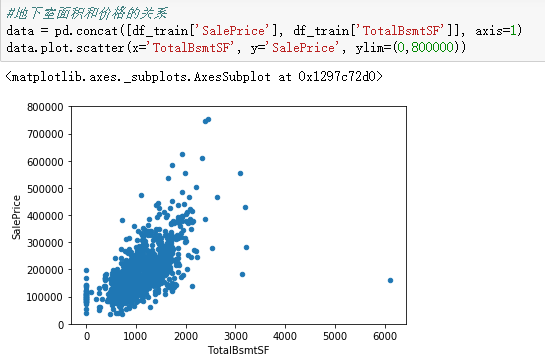 #地下室面积和价格的关系
data = pd.concat([df_train['SalePrice'], df_train['TotalBsmtSF']], axis=1)
data.plot.scatter(x='TotalBsmtSF', y='SalePrice', ylim=(0,800000))
<matplotlib.axes._subplots.AxesSubplot at 0x1297c72d0>
800000
700000
600000
500000
400000
300000
200000
100000
0
SalePrice
0 1000 2000 3000 4000 5000 6000
TotalBsmtSF